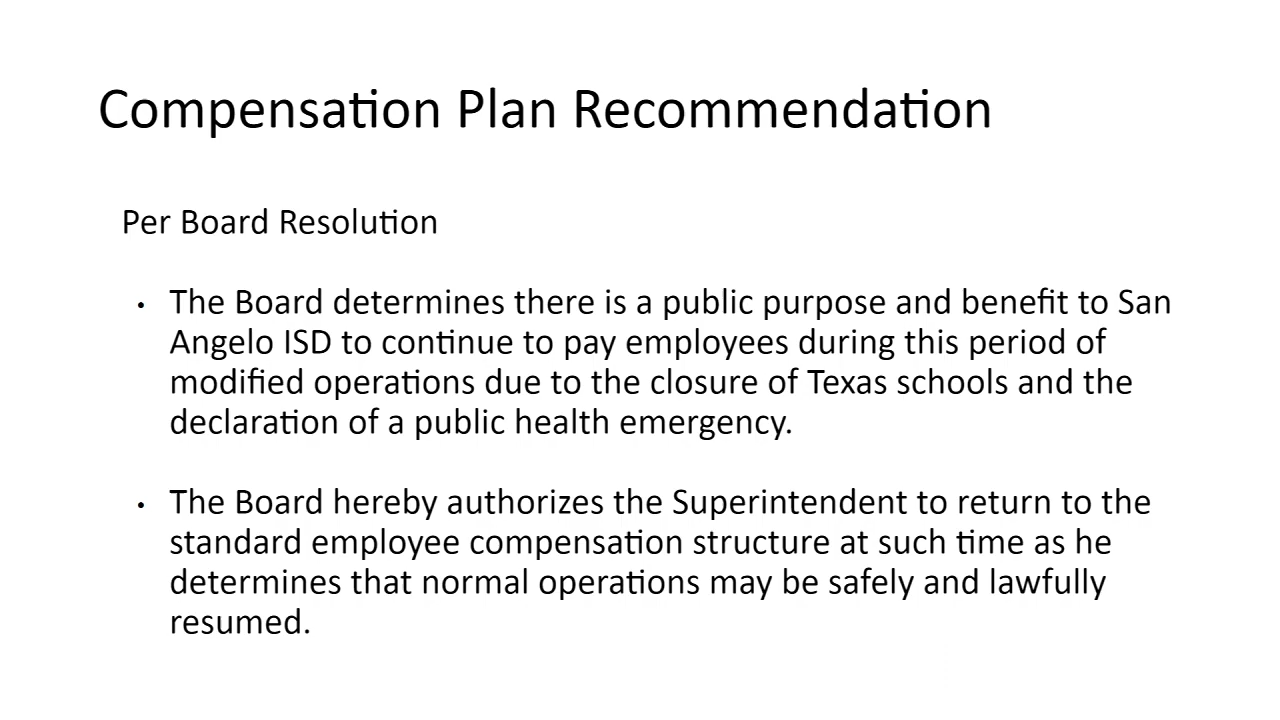 Compensation Plan Recommendation
Per Board Resolution
• The Board determines there is a public purpose and benefit to San
Angelo ISD to continue to pay employees during this period of
modified operations due to the closure of Texas schools and the
declaration of a public health emergency.
• The Board hereby authorizes the Superintendent to return to the
standard employee compensation structure at such time as he
determines that normal operations may be safely and lawfully
resumed.